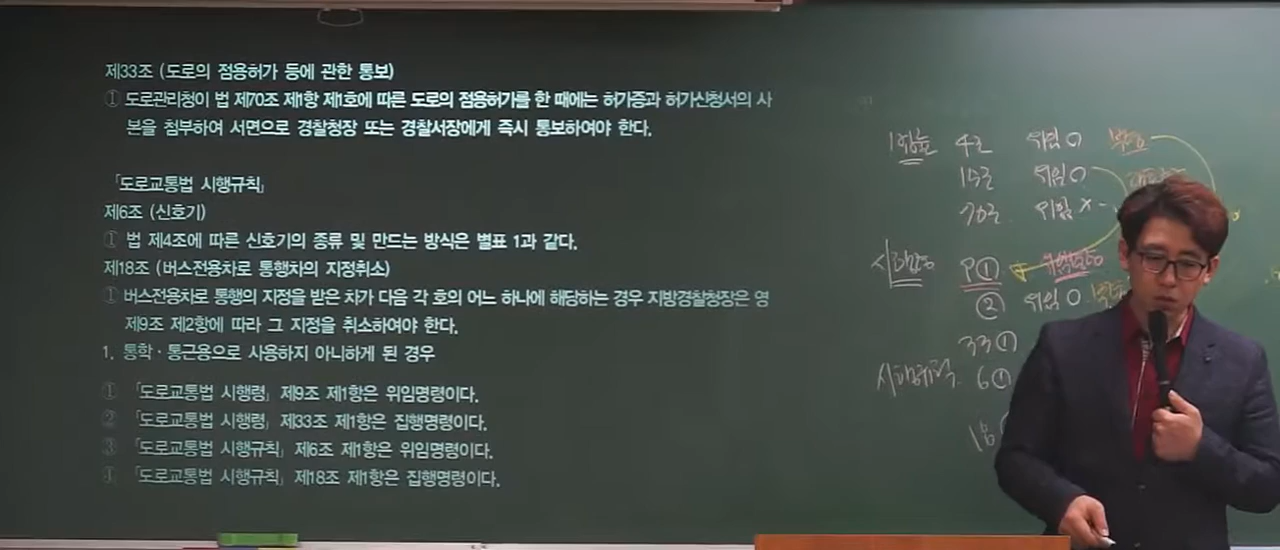 제33조 (도로의 점용허가 등에 관한 통보)
① 도로관리청이 법 제70조 제1항 제1호에 따른 도로의 점용허가를 한 때에는 허가증과 허가신청서의 사
본을 첨부하여 서면으로 경찰청장 또는 경찰서장에게 즉시 통보하여야 한다.
「도로교통법 시행규칙」
제6조 (신호기)
① 법 제4조에 따른 신호기의 종류 및 만드는 방식은 별표 1과 같다.
제18조 (버스전용차로 통행차의 지정취소)
① 버스전용차로 통행의 지정을 받은 차가 다음 각 호의 어느 하나에 해당하는 경우 지방경찰청장은 영
제9조 제2항에 따라 그 지정을 취소하여야 한다.
1. 통학·통근용으로 사용하지 아니하게 된 경우
① 「도로교통법 시행령」 제9조 제1항은 위임명령이다.
② 「도로교통법 시행령」 제33조 제1항은 집행명령이다.
③ 「도로교통법 시행규칙」 제6조 제1항은 위임명령이다.
④ 「도로교통법 시행규칙」 제18조 제1항은 집행명령이다.
4조 위임 O
15조 위임 O
70조 위임 X
9①
② 위임 O
33①
6①
18